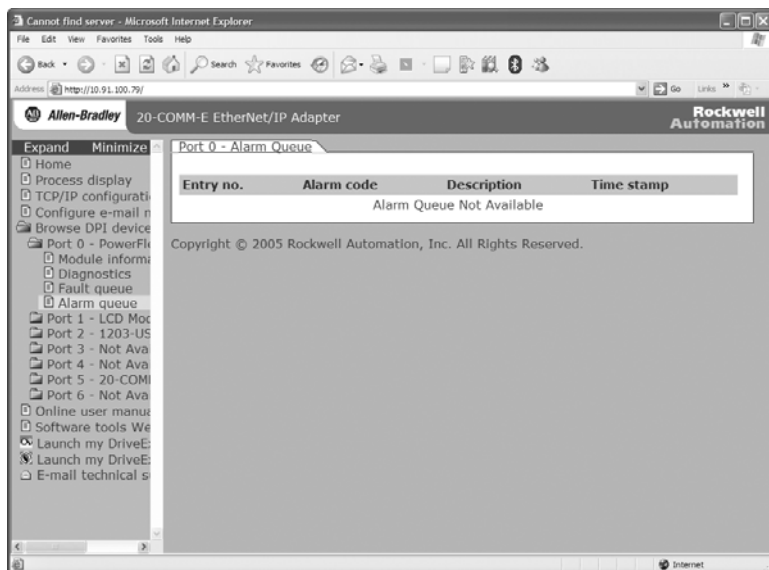 Cannot find server - Microsoft Internet Explorer
File Edit View Favorites Tools Help
Back Search Favorites
Address http://10.91.100.79/ Go Links »
AB Allen-Bradley 20-COMM-E EtherNet/IP Adapter Rockwell Automation
Expand Minimize
Home
Process display
TCP/IP configurati
Configure e-mail n
Browse DPI device
Port 0 - PowerFle
Module informa
Diagnostics
Fault queue
Alarm queue
Port 1 - LCD Mod
Port 2 - 1203-US
Port 3 - Not Ava
Port 4 - Not Ava
Port 5 - 20-COM
Port 6 - Not Ava
Online user manua
Software tools We
Launch my DriveE
Launch my DriveE
E-mail technical s
Port 0 - Alarm Queue
Entry no. Alarm code Description Time stamp
Alarm Queue Not Available
Copyright © 2005 Rockwell Automation, Inc. All Rights Reserved.
Internet